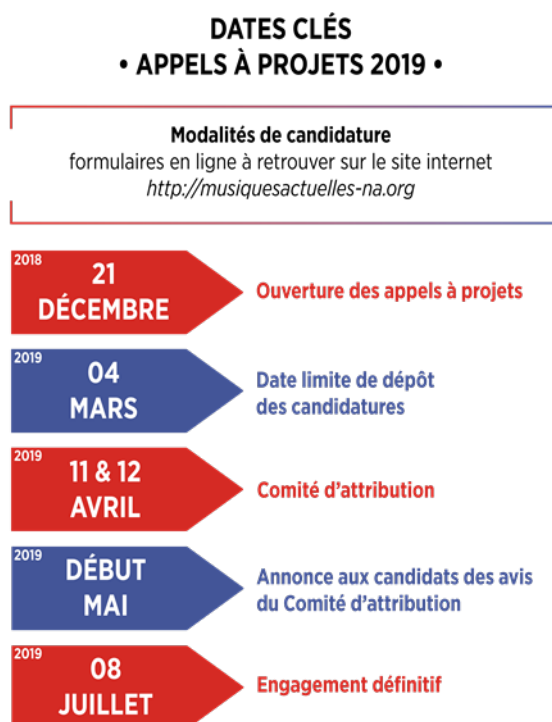 DATES CLÉS
• APPELS À PROJETS 2019 •
Modalités de candidature
formulaires en ligne à retrouver sur le site internet
http://musiquesactuelles-na.org
2018
21
DÉCEMBRE
Ouverture des appels à projets
2019
04
MARS
Date limite de dépôt
des candidatures
2019
11 & 12
AVRIL
Comité d'attribution
2019
DÉBUT
MAI
Annonce aux candidats des avis
du Comité d'attribution
2019
08
JUILLET
Engagement définitif